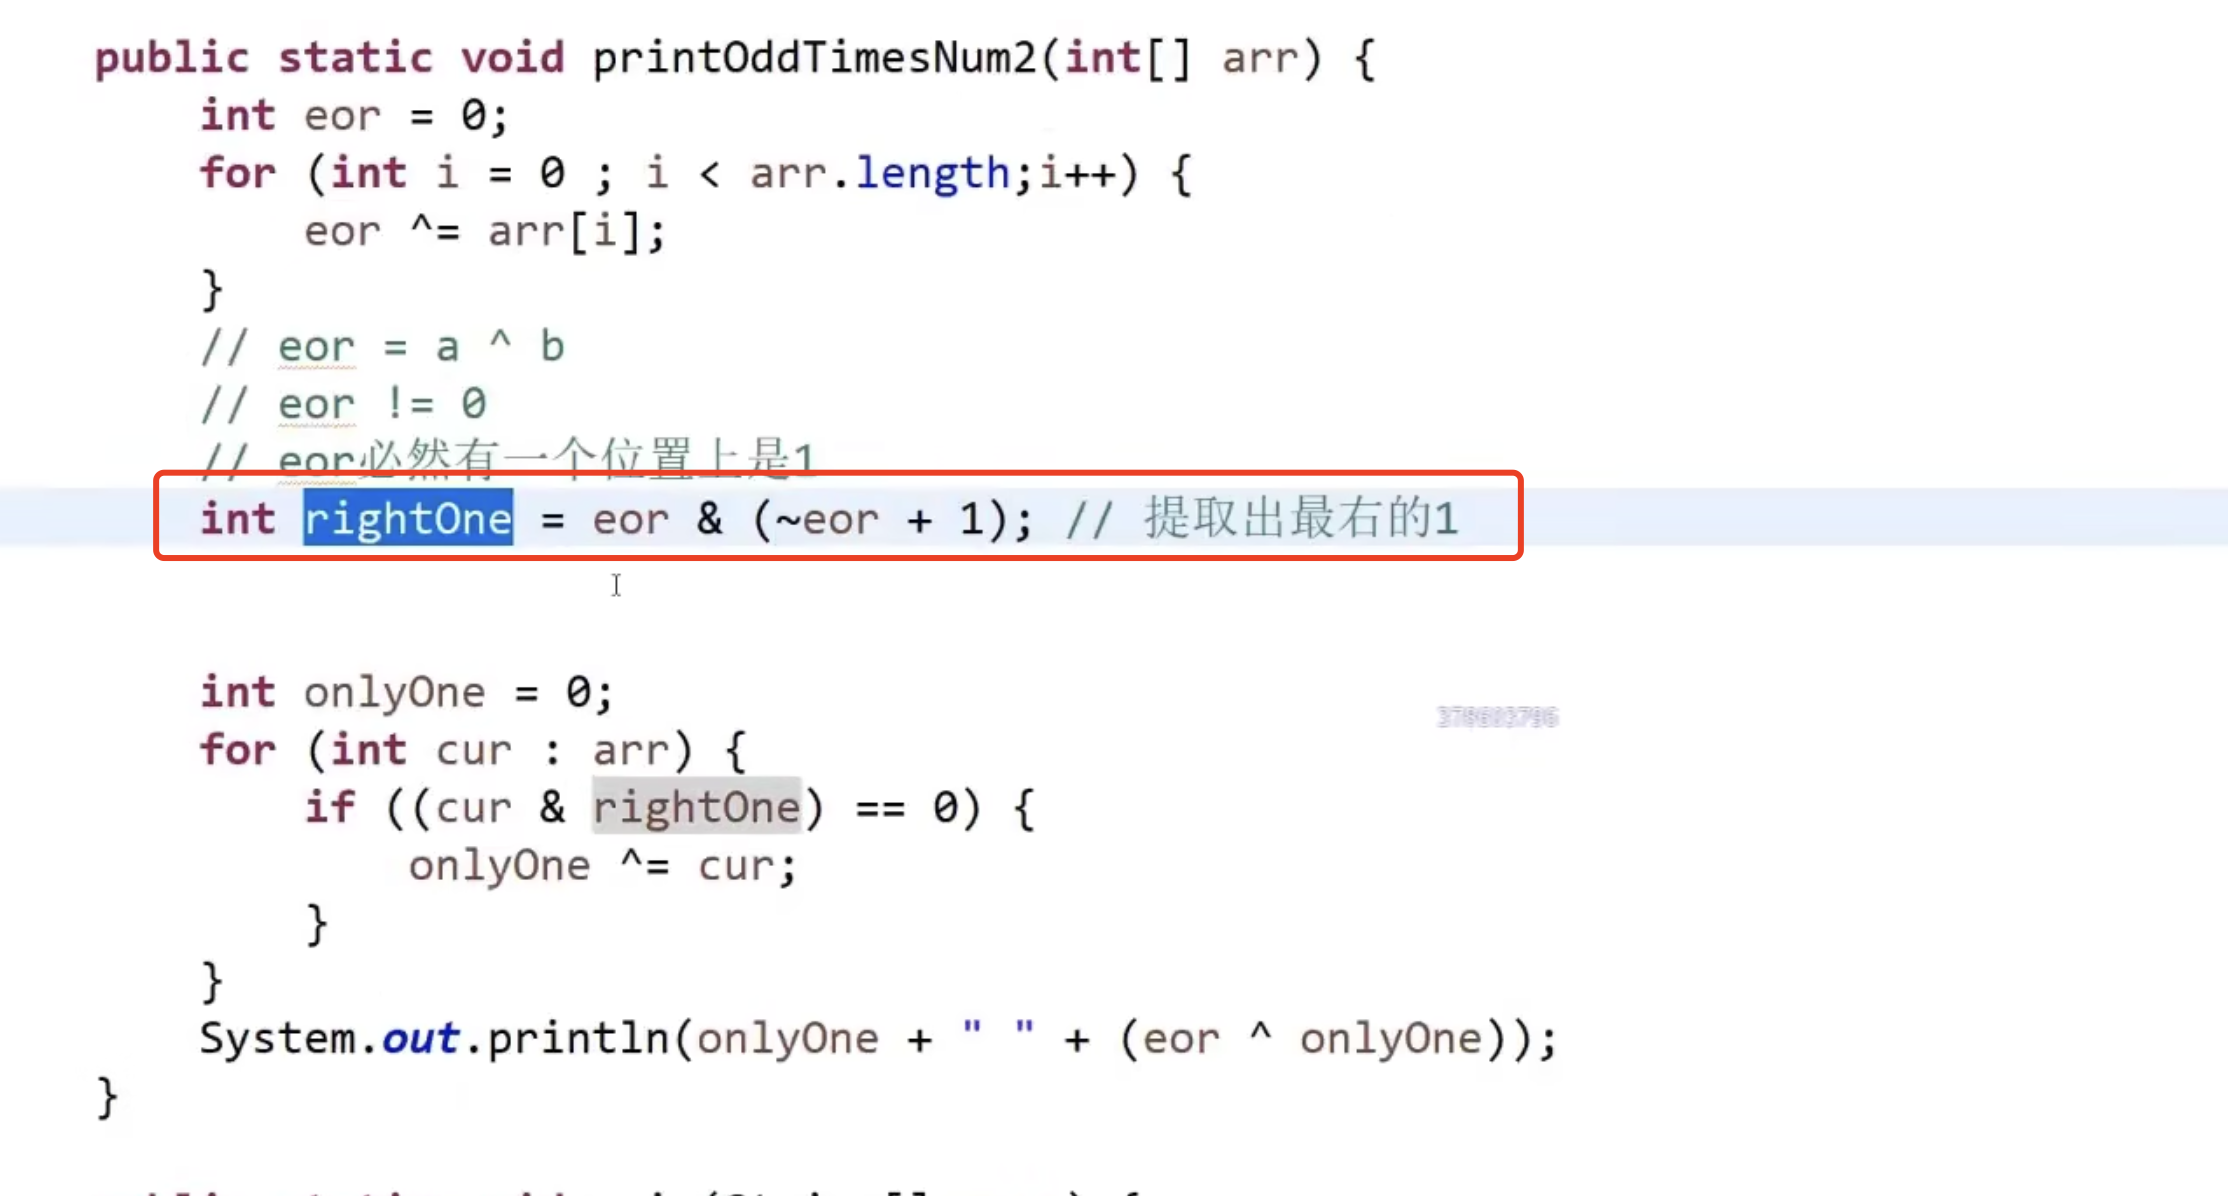 public static void printOddTimesNum2(int[] arr) {
int eor = 0;
for (int i = 0 ; i < arr.length;i++) {
eor ^= arr[i];
}
// eor = a ^ b
// eor != 0
// eor必然有一个位置上是1
int rightOne = eor & (~eor + 1); // 提取出最右的1
int onlyOne = 0;
for (int cur : arr) {
if ((cur & rightOne) == 0) {
onlyOne ^= cur;
}
}
System.out.println(onlyOne + " " + (eor ^ onlyOne));
}